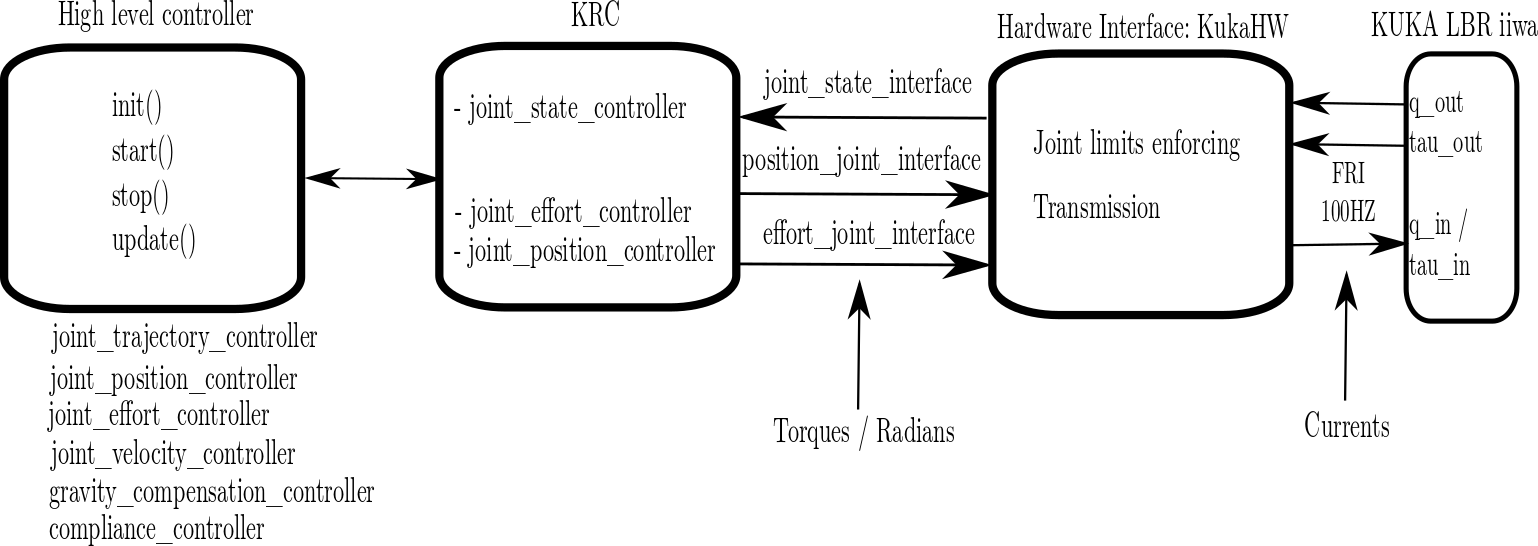 High level controller
init()
start()
stop()
update()
joint_trajectory_controller
joint_position_controller
joint_effort_controller
joint_velocity_controller
gravity_compensation_controller
compliance_controller
KRC
- joint_state_controller
- joint_effort_controller
- joint_position_controller
joint_state_interface
position_joint_interface
effort_joint_interface
Torques / Radians
Hardware Interface: KukaHW
Joint limits enforcing
Transmission
FRI
100HZ
Currents
KUKA LBR iiwa
q_out
tau_out
q_in /
tau_in